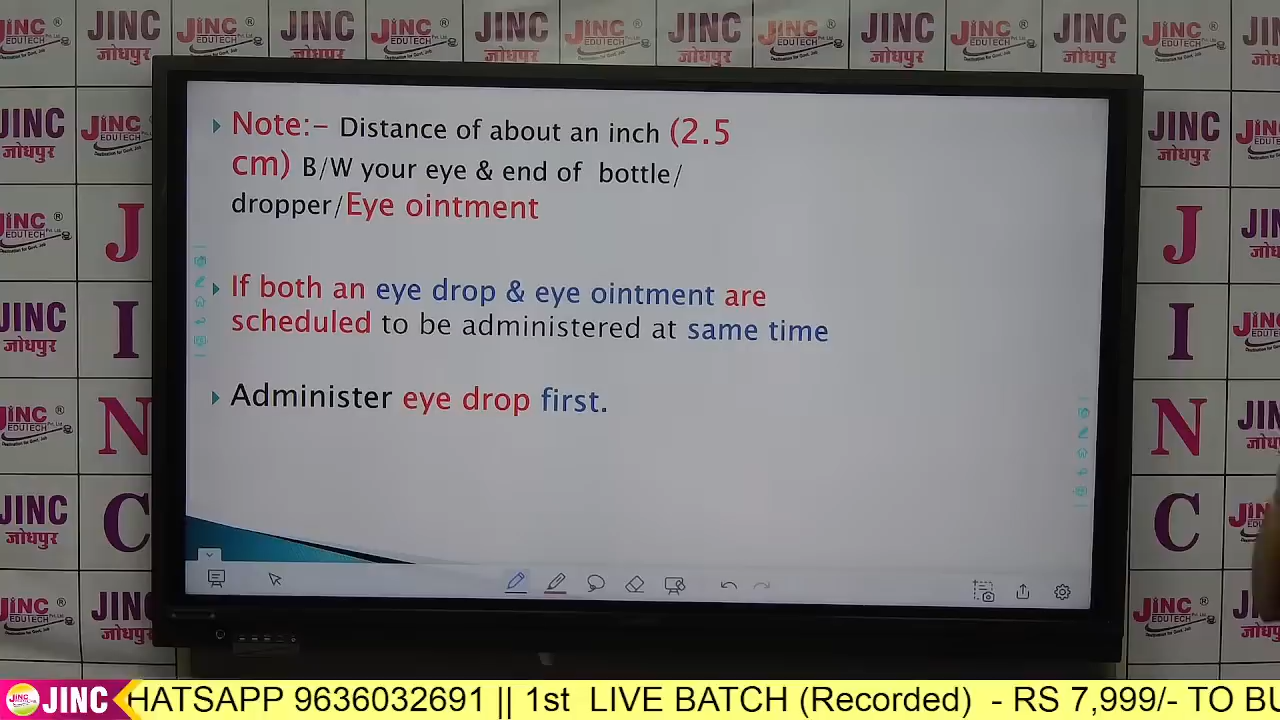 Note:- Distance of about an inch (2.5
cm) B/W your eye & end of bottle/
dropper/Eye ointment
If both an eye drop & eye ointment are
scheduled to be administered at same time
Administer eye drop first.
JINC
जोधपुर
JINC
EDUTECH
J
I
N
C
J
I
N
C
JINC HATSAPP 9636032691 || 1st LIVE BATCH (Recorded) - RS 7,999/- TO BU